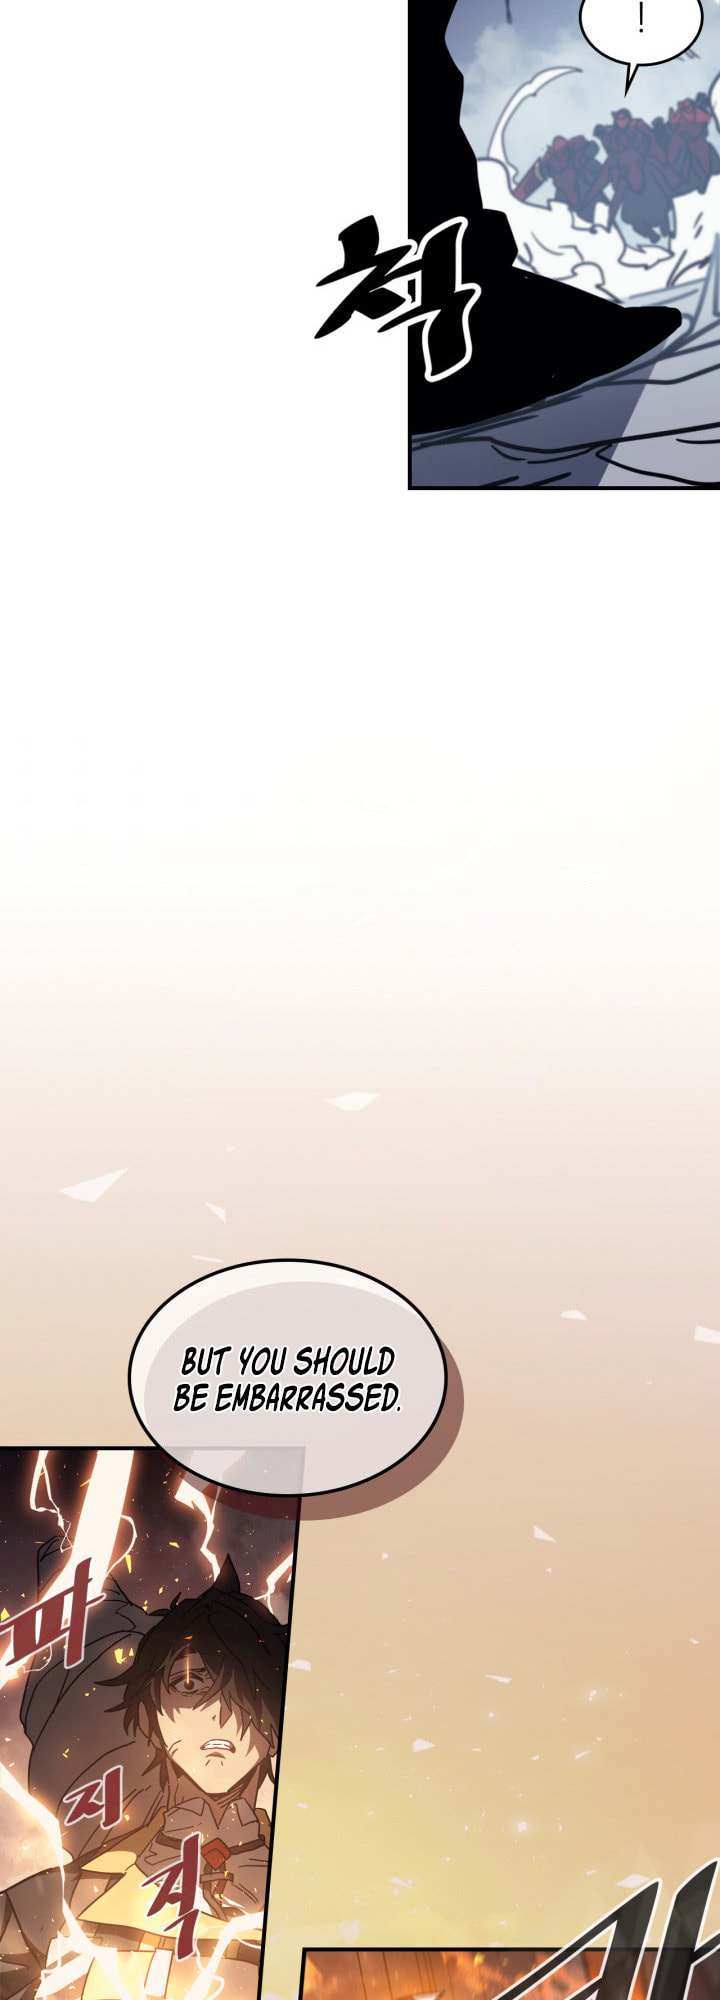 !
척
BUT YOU SHOULD
BE EMBARRASSED.
파
지
직